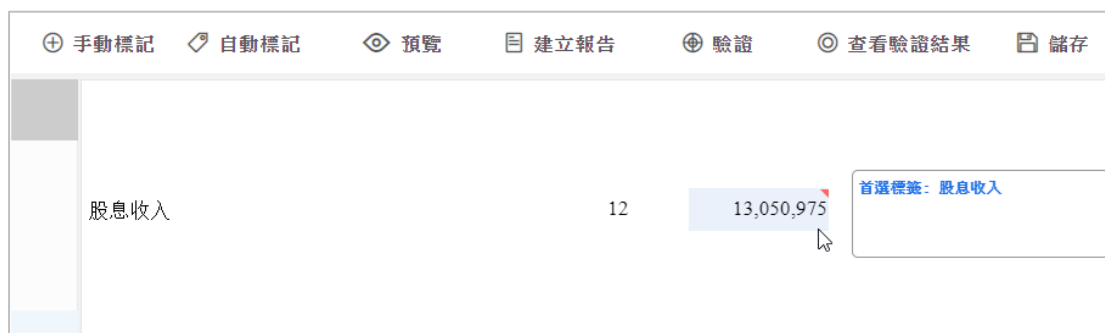 手動標記 自動標記 預覽 建立報告 驗證 查看驗證結果 儲存
首選標籤: 股息收入
股息收入 12 13,050,975